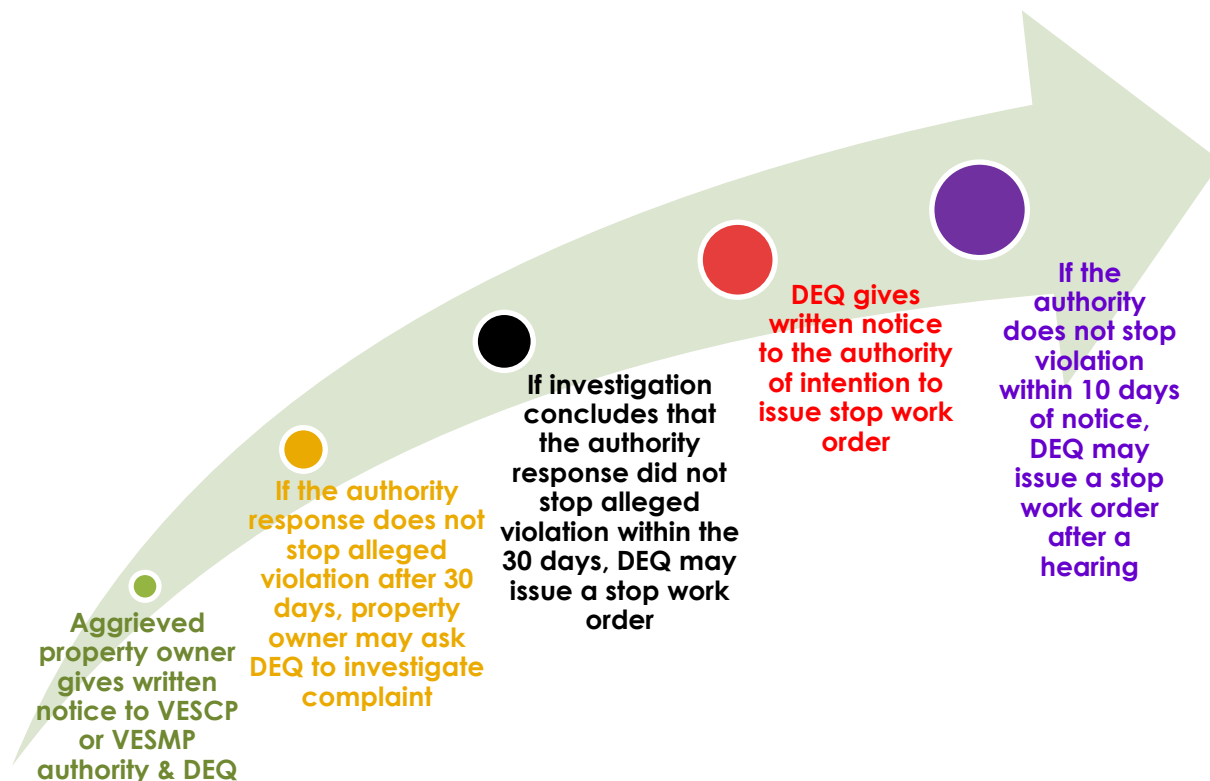 Aggrieved
property owner
gives written
notice to VESCP
or VESMP
authority & DEQ
If the authority
response does not
stop alleged
violation after 30
days, property
owner may ask
DEQ to investigate
complaint
If investigation
concludes that
the authority
response did not
stop alleged
violation within the
30 days, DEQ may
issue a stop work
order
DEQ gives
written notice
to the authority
of intention to
issue stop work
order
If the
authority
does not stop
violation
within 10 days
of notice,
DEQ may
issue a stop
work order
after a
hearing